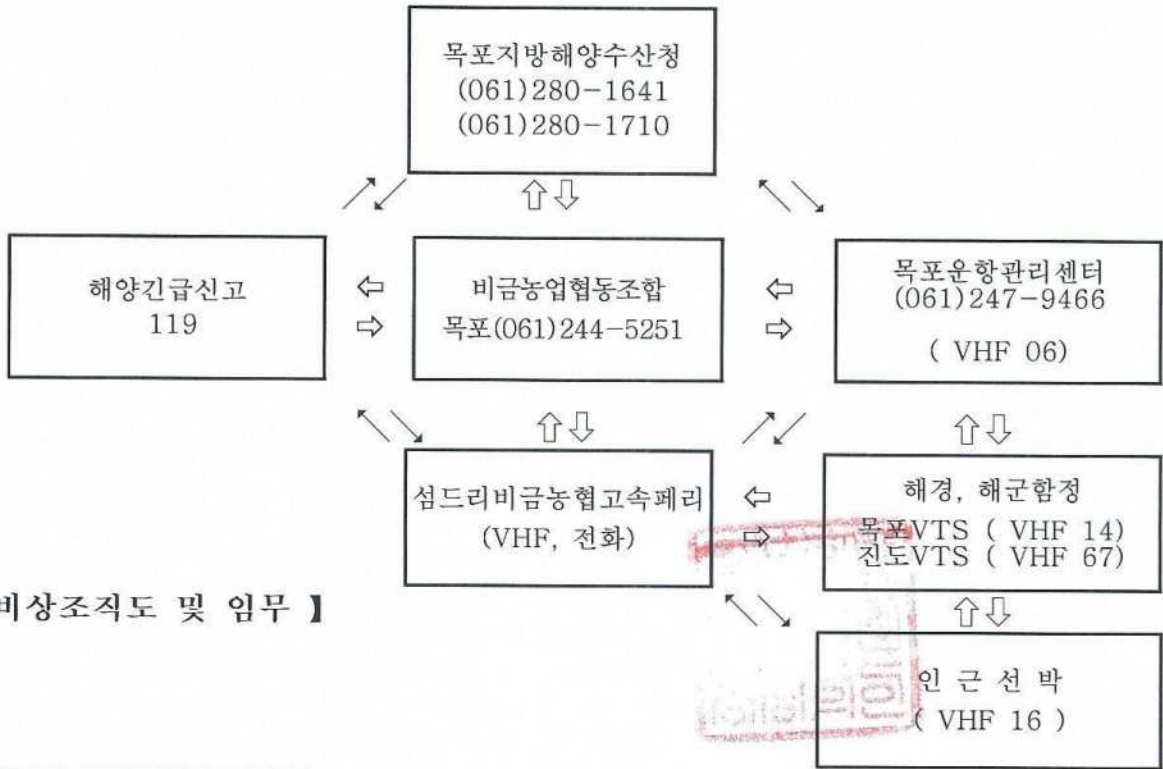 목포지방해양수산청
(061)280-1641
(061)280-1710
해양긴급신고
119
비금농업협동조합
목포(061)244-5251
목포운항관리센터
(061)247-9466
( VHF 06)
섬드리비금농협고속페리
(VHF, 전화)
해경, 해군함정
목포VTS ( VHF 14)
진도VTS ( VHF 67)
비상조직도 및 임무 】
인 근 선 박
( VHF 16 )